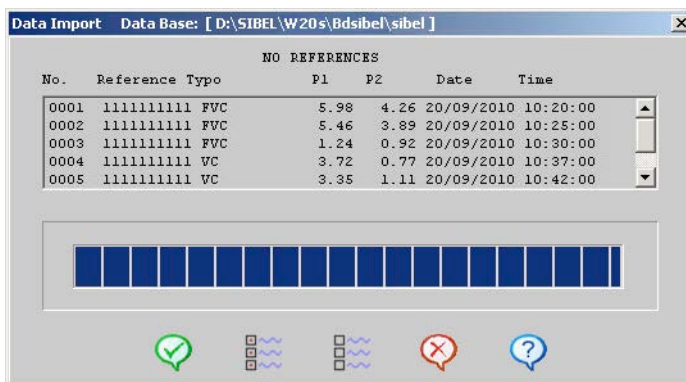 Data Import Data Base: [ D:\SIBEL\W20s\Bdsibel\sibel ]
NO REFERENCES
No. Reference Typo P1 P2 Date Time
0001 1111111111 FVC 5.98 4.26 20/09/2010 10:20:00
0002 1111111111 FVC 5.46 3.89 20/09/2010 10:25:00
0003 1111111111 FVC 1.24 0.92 20/09/2010 10:30:00
0004 1111111111 VC 3.72 0.77 20/09/2010 10:37:00
0005 1111111111 VC 3.35 1.11 20/09/2010 10:42:00